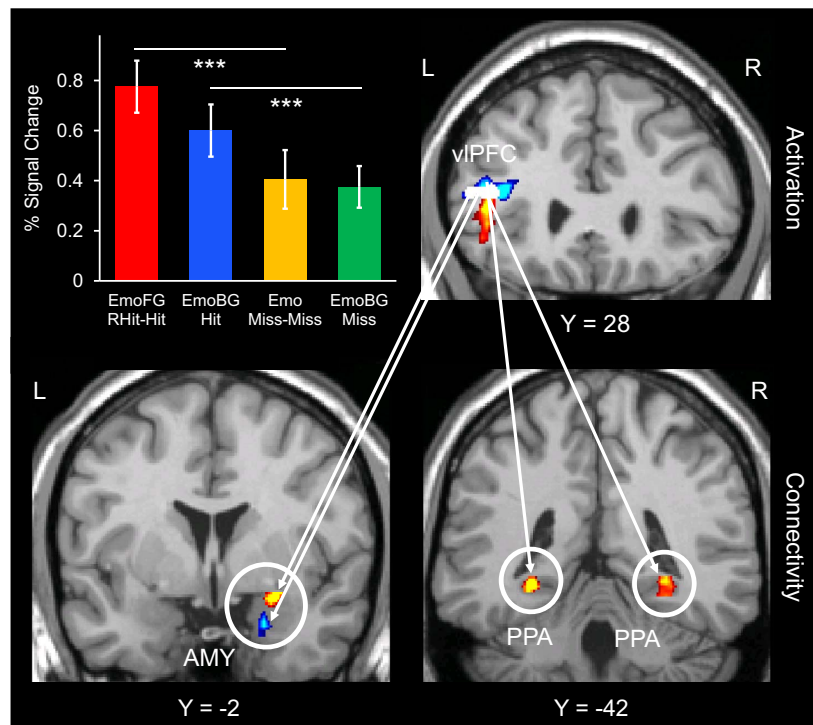 % Signal Change
0.8
0.6
0.4
0.2
0
***
***
EmoFG
RHit-Hit
EmoBG
Hit
Emo
Miss-Miss
EmoBG
Miss
L
R
vlPFC
Y = 28
Activation
L
AMY
Y = -2
R
PPA
PPA
Y = -42
Connectivity